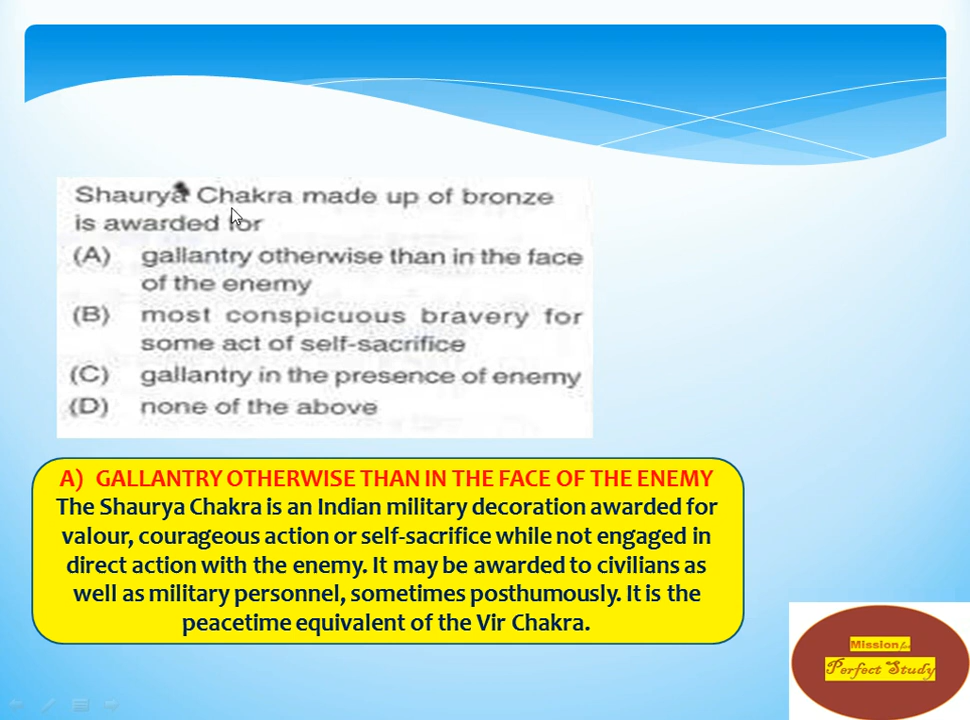 Shaurya Chakra made up of bronze
is awarded for
(A) gallantry otherwise than in the face
of the enemy
(B) most conspicuous bravery for
some act of self-sacrifice
(C) gallantry in the presence of enemy
(D) none of the above
A) GALLANTRY OTHERWISE THAN IN THE FACE OF THE ENEMY
The Shaurya Chakra is an Indian military decoration awarded for
valour, courageous action or self-sacrifice while not engaged in
direct action with the enemy. It may be awarded to civilians as
well as military personnel, sometimes posthumously. It is the
peacetime equivalent of the Vir Chakra.
Mission for
Perfect Study